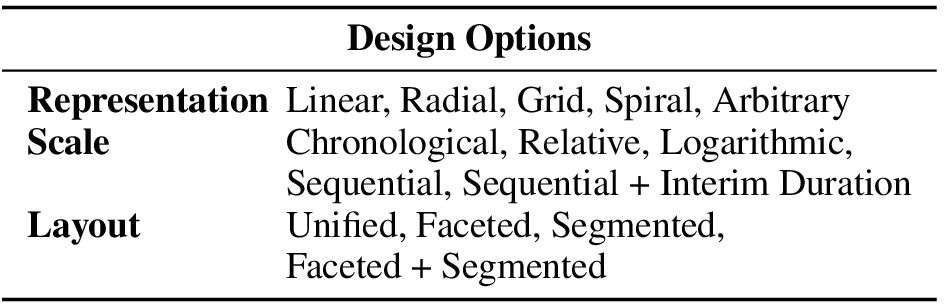 Design Options
Representation Linear, Radial, Grid, Spiral, Arbitrary
Scale Chronological, Relative, Logarithmic,
Sequential, Sequential + Interim Duration
Layout Unified, Faceted, Segmented,
Faceted + Segmented